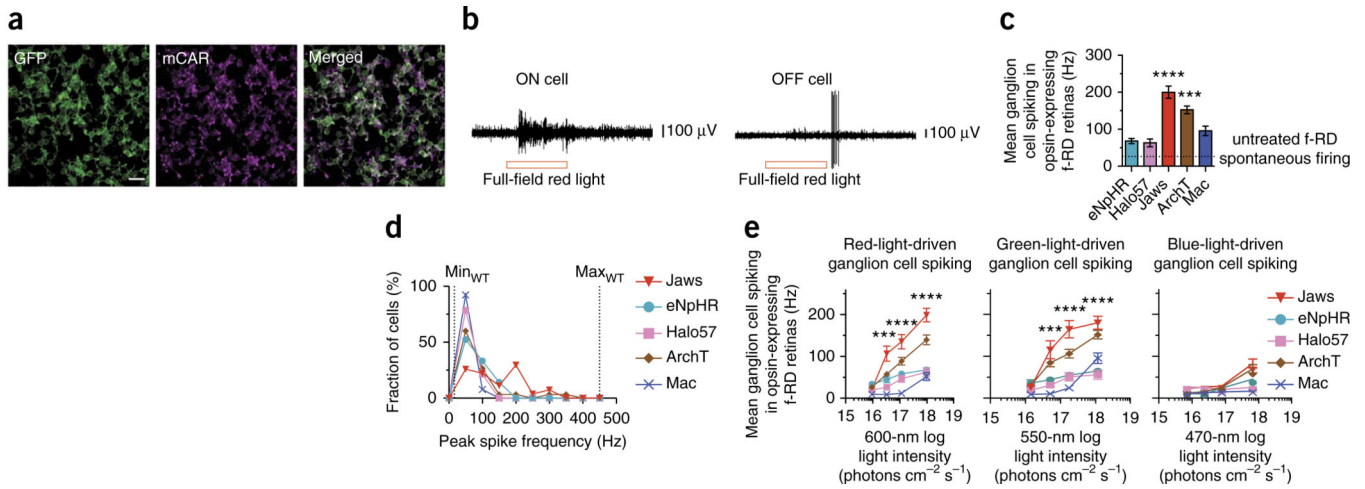 a
GFP
mCAR
Merged
b
ON cell
100 μV
Full-field red light
OFF cell
100 μV
Full-field red light
c
Mean ganglion
cell spiking in
opsin-expressing
f-RD retinas (Hz)
300
200
100
0
****
***
untreated f-RD
spontaneous firing
eNpHR
Halo57
Jaws
ArchT
Mac
d
Fraction of cells (%)
100
50
0
MinWT
MaxWT
0
100
200
300
400
500
Peak spike frequency (Hz)
Jaws
eNpHR
Halo57
ArchT
Mac
e
Mean ganglion cell spiking
in opsin-expressing
f-RD retinas (Hz)
Red-light-driven
ganglion cell spiking
200
100
0
***
****
****
15 16 17 18 19
600-nm log
light intensity
(photons cm−2 s−1)
Green-light-driven
ganglion cell spiking
***
****
****
15 16 17 18 19
550-nm log
light intensity
(photons cm−2 s−1)
Blue-light-driven
ganglion cell spiking
15 16 17 18 19
470-nm log
light intensity
(photons cm−2 s−1)
Jaws
eNpHR
Halo57
ArchT
Mac